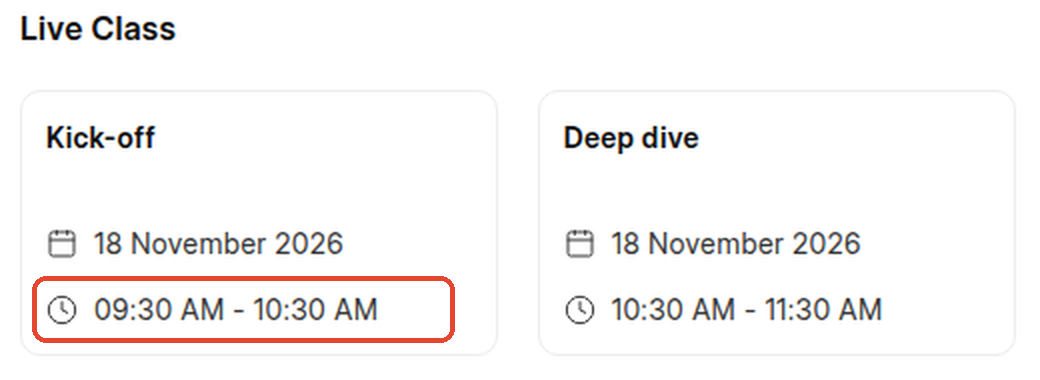 Live Class
Kick-off
18 November 2026
09:30 AM - 10:30 AM
Deep dive
18 November 2026
10:30 AM - 11:30 AM